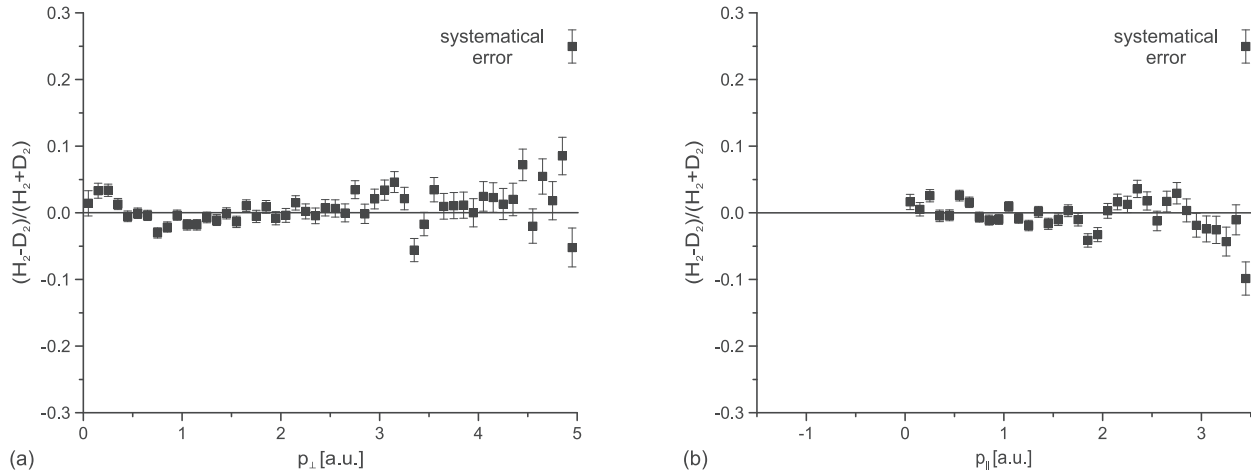 0.3
0.2
0.1
0.0
-0.1
-0.2
-0.3
(H₂-D₂)/(H₂+D₂)
systematical
error
0 1 2 3 4 5
(a) p⊥[a.u.]
0.3
0.2
0.1
0.0
-0.1
-0.2
-0.3
(H₂-D₂)/(H₂+D₂)
systematical
error
-1 0 1 2 3
(b) p∥[a.u.]